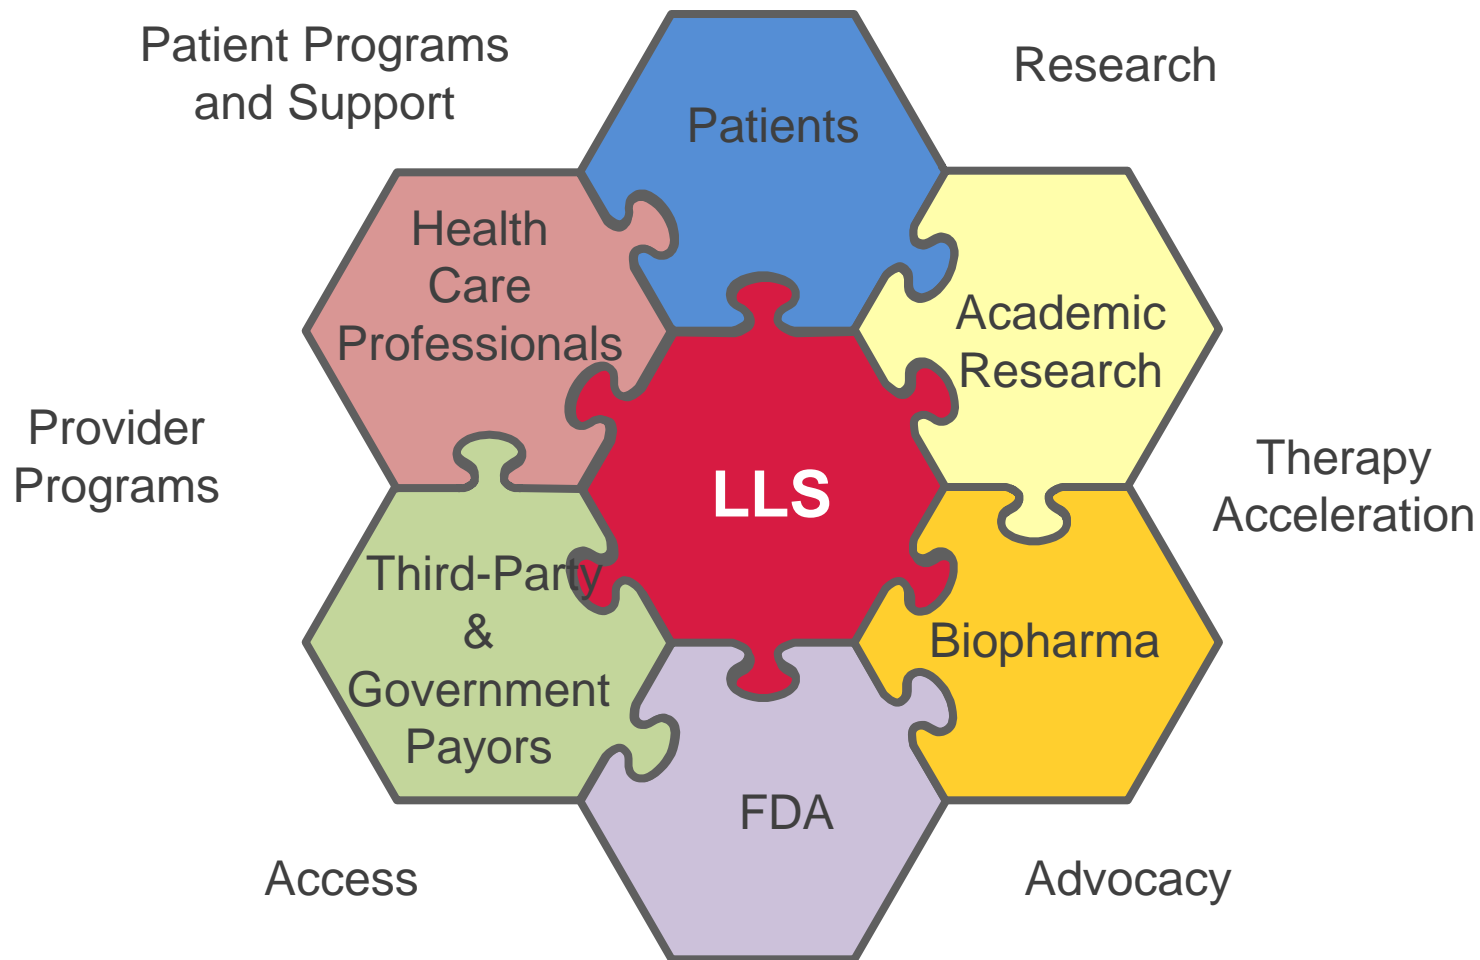 Patient Programs
and Support
Research
Patients
Health
Care
Professionals
Academic
Research
Provider
Programs
LLS
Therapy
Acceleration
Third-Party
&
Government
Payors
Biopharma
FDA
Access
Advocacy